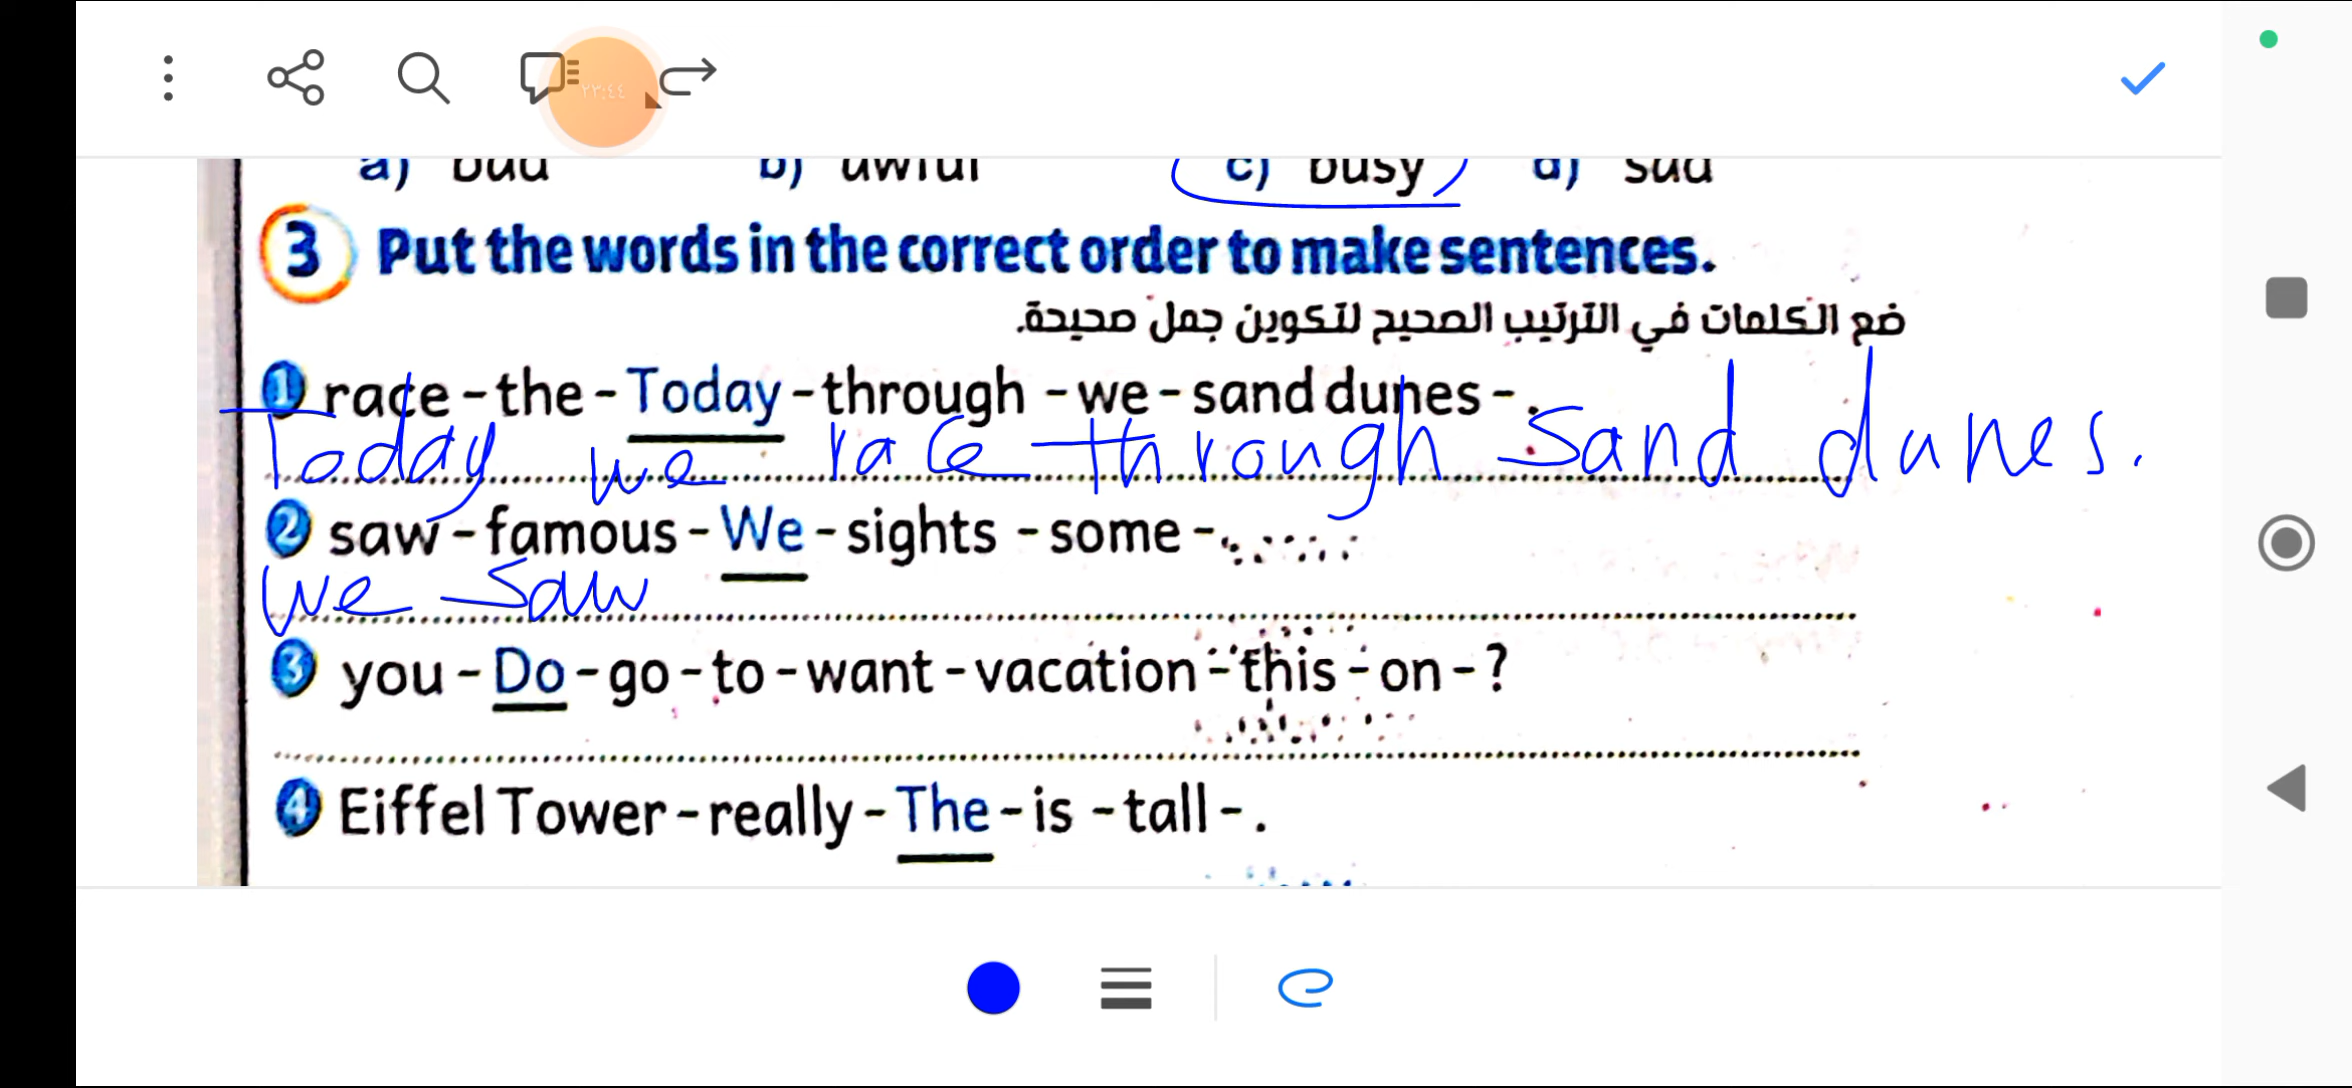 ٢٣:٤٤
a) bad b) awful c) busy d) sad
3 Put the words in the correct order to make sentences.
ضع الكلمات في الترتيب الصحيح لتكوين جمل صحيحة.
1 race - the - Today - through - we - sand dunes - .
Today we race through sand dunes.
2 saw - famous - We - sights - some - .
We saw
3 you - Do - go - to - want - vacation - this - on - ?
4 Eiffel Tower - really - The - is - tall - .